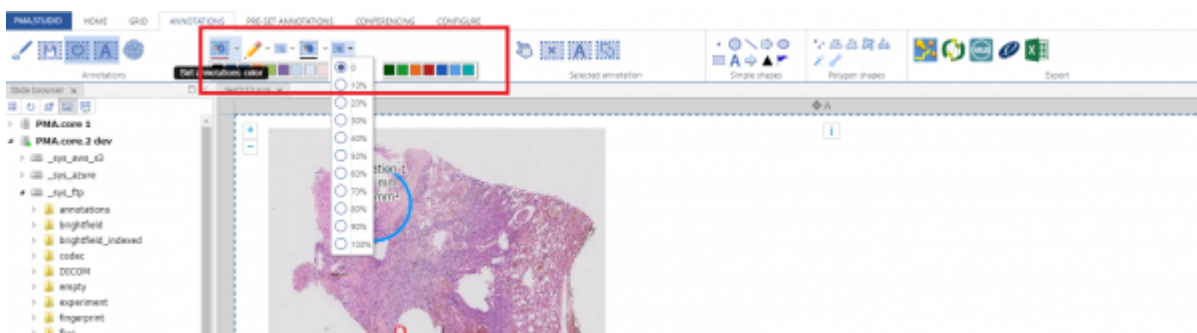 PMA.STUDIO HOME GRID ANNOTATIONS PRE-SET ANNOTATIONS CONFERENCING CONFIGURE
Annotations
Set annotations color
Selected annotation
Simple shapes
Polygon shapes
Export
Slide browser
A
0
10%
20%
30%
40%
50%
60%
70%
80%
90%
100%
PMA.core 1
PMA.core.2 dev
_sys_aws_s3
_sys_azure
_sys_ftp
annotations
brightfield
brightfield_indexed
codec
DICOM
empty
experiment
fingerprint
mm
mm²